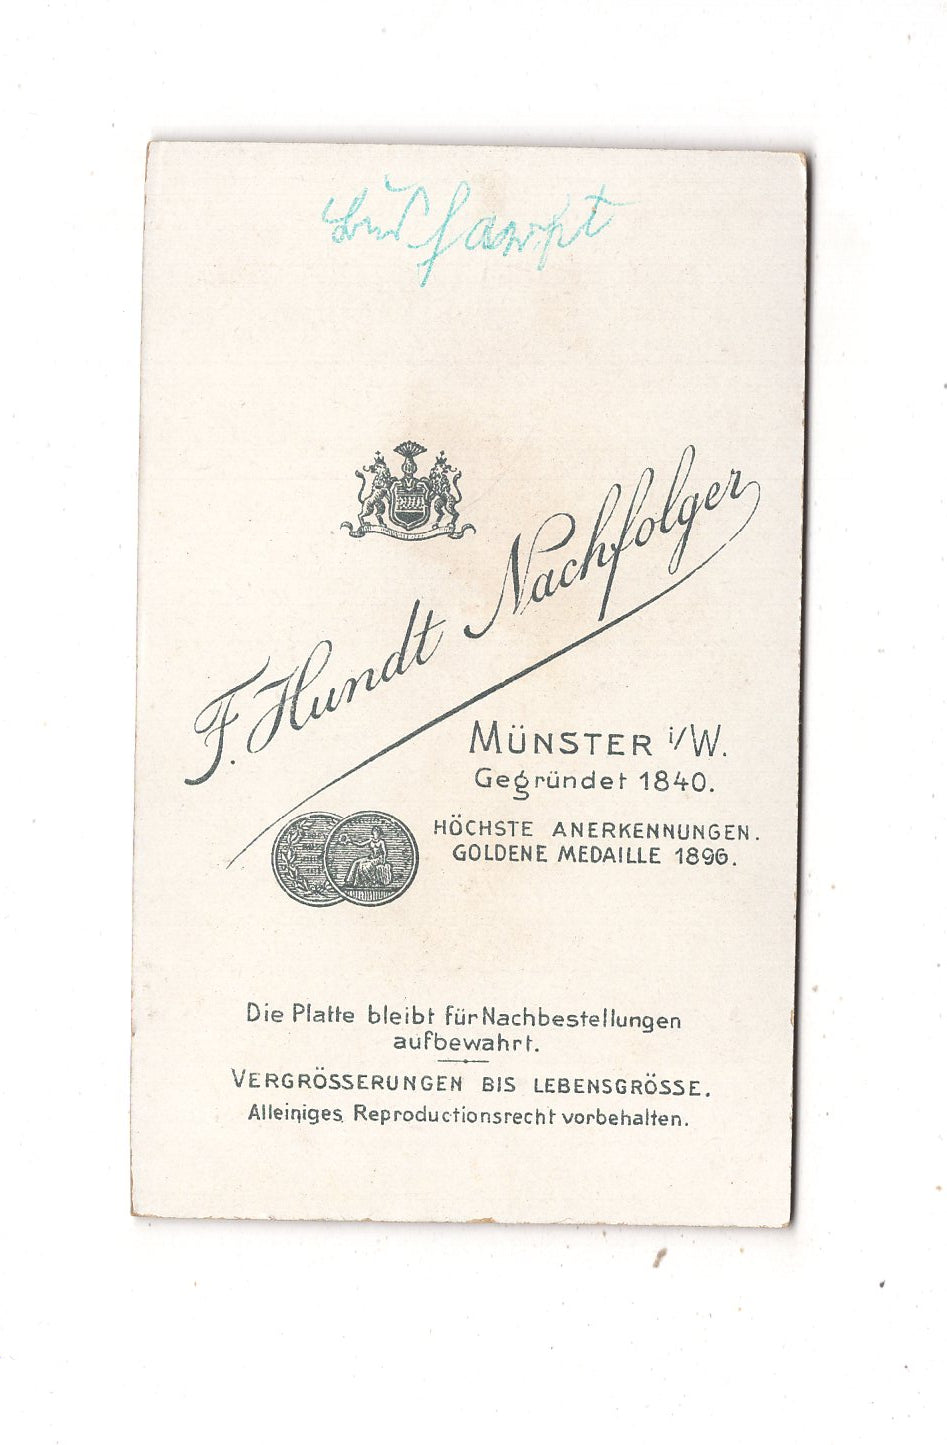 F. Hundt Nachfolger
MÜNSTER i/W.
Gegründet 1840.
HÖCHSTE ANERKENNUNGEN.
GOLDENE MEDAILLE 1896.
Die Platte bleibt für Nachbestellungen
aufbewahrt.
VERGRÖSSERUNGEN BIS LEBENSGRÖSSE.
Alleiniges Reproductionsrecht vorbehalten.